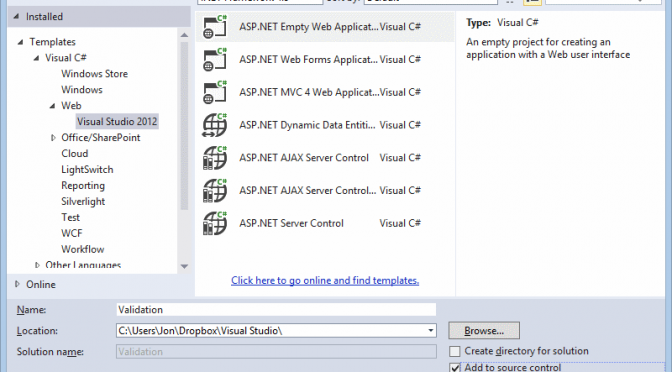 Installed
Templates
Visual C#
Windows Store
Windows
Web
Visual Studio 2012
Office/SharePoint
Cloud
LightSwitch
Reporting
Silverlight
Test
WCF
Workflow
Other Languages
Online
ASP.NET Empty Web Applicat... Visual C#
ASP.NET Web Forms Applicat... Visual C#
ASP.NET MVC 4 Web Applicat... Visual C#
ASP.NET Dynamic Data Entiti... Visual C#
ASP.NET AJAX Server Control Visual C#
ASP.NET AJAX Server Control... Visual C#
ASP.NET Server Control Visual C#
Click here to go online and find templates.
Type: Visual C#
An empty project for creating an
application with a Web user interface
Name: Validation
Location: C:\Users\Jon\Dropbox\Visual Studio\ Browse...
Solution name: Validation
Create directory for solution
Add to source control